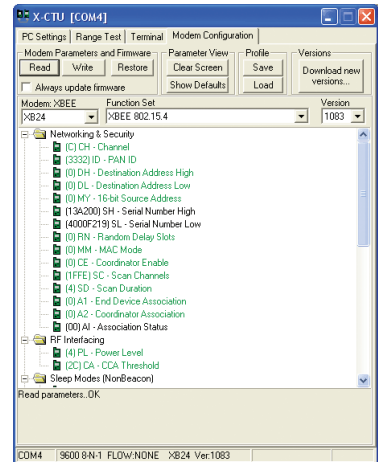 X-CTU [COM4]
PC Settings Range Test Terminal Modem Configuration
Modem Parameters and Firmware Parameter View Profile Versions
Read Write Restore Clear Screen Save Download new versions...
Always update firmware Show Defaults Load
Modem: XBEE Function Set Version
XB24 XBEE 802.15.4 1083
Networking & Security
(C) CH - Channel
(3332) ID - PAN ID
(0) DH - Destination Address High
(0) DL - Destination Address Low
(0) MY - 16-bit Source Address
(13A200) SH - Serial Number High
(4000F219) SL - Serial Number Low
(0) RN - Random Delay Slots
(0) MM - MAC Mode
(0) CE - Coordinator Enable
(1FFE) SC - Scan Channels
(4) SD - Scan Duration
(0) A1 - End Device Association
(0) A2 - Coordinator Association
(00) AI - Association Status
RF Interfacing
(4) PL - Power Level
(2C) CA - CCA Threshold
Sleep Modes (NonBeacon)
Read parameters..OK
COM4 9600 8-N-1 FLOW:NONE XB24 Ver:1083